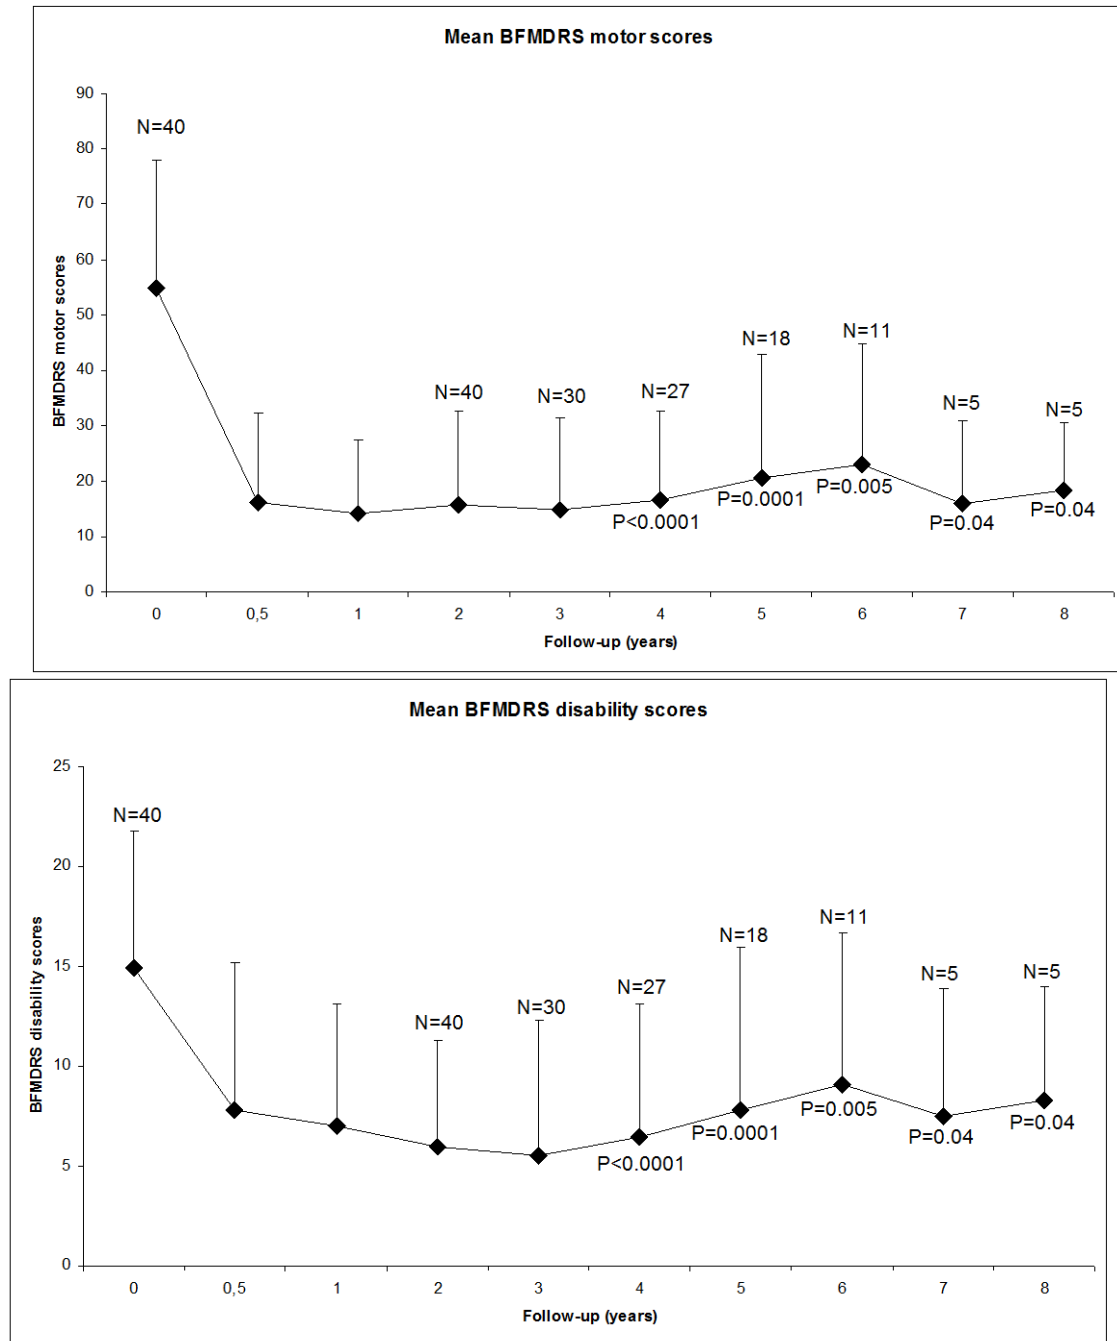 Mean BFMDRS motor scores
90
80
70
60
50
40
30
20
10
0
BFMDRS motor scores
N=40
N=40
N=30
N=27
N=18
N=11
N=5
N=5
P<0.0001
P=0.0001
P=0.005
P=0.04
P=0.04
0 0,5 1 2 3 4 5 6 7 8
Follow-up (years)
Mean BFMDRS disability scores
25
20
15
10
5
0
BFMDRS disability scores
N=40
N=40
N=30
N=27
N=18
N=11
N=5
N=5
P<0.0001
P=0.0001
P=0.005
P=0.04
P=0.04
0 0,5 1 2 3 4 5 6 7 8
Follow-up (years)